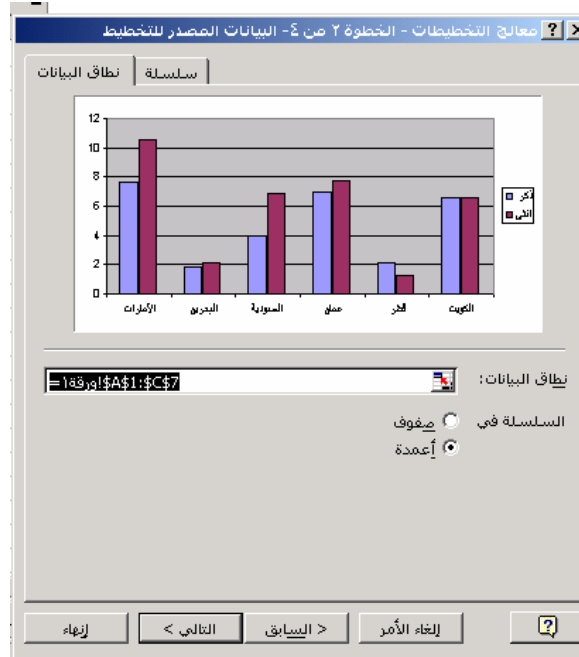 معالج التخطيطات - الخطوة ٢ من ٤- البيانات المصدر للتخطيط
نطاق البيانات
سلسلة
12
10
8
6
4
2
0
الأمارات
البحرين
السعودية
عمان
قطر
الكويت
ذكر
انثى
نطاق البيانات:
=ورقة١!$A$1:$C$7
السلسلة في
صفوف
أعمدة
إلغاء الأمر
< السابق
التالي >
إنهاء